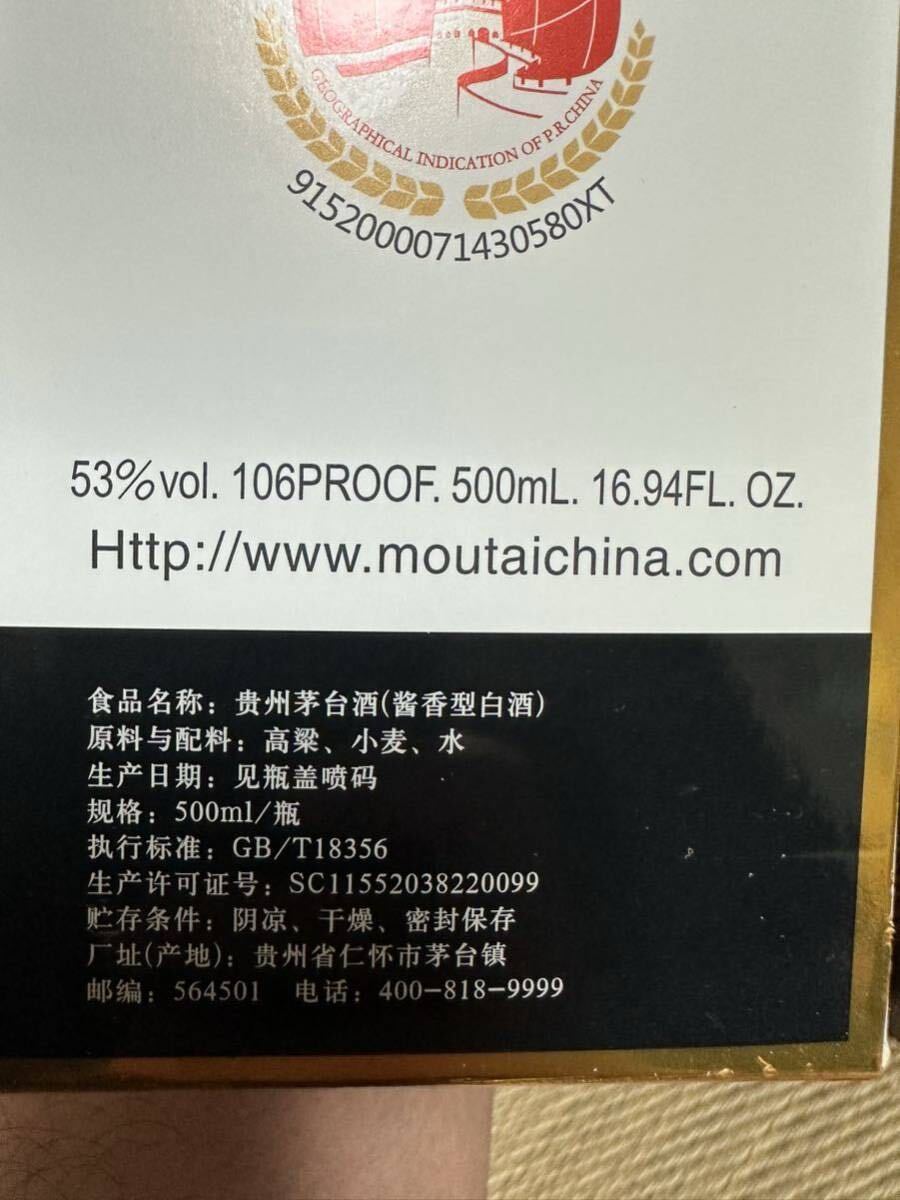 GEOGRAPHICAL INDICATION OF P.R.CHINA
91520000071430580XT
53%vol. 106PROOF. 500mL. 16.94FL. OZ.
Http://www.moutaichina.com
食品名称：贵州茅台酒(酱香型白酒)
原料与配料：高粱、小麦、水
生产日期：见瓶盖喷码
规格：500ml/瓶
执行标准：GB/T18356
生产许可证号：SC11552038220099
贮存条件：阴凉、干燥、密封保存
厂址(产地)：贵州省仁怀市茅台镇
邮编：564501 电话：400-818-9999